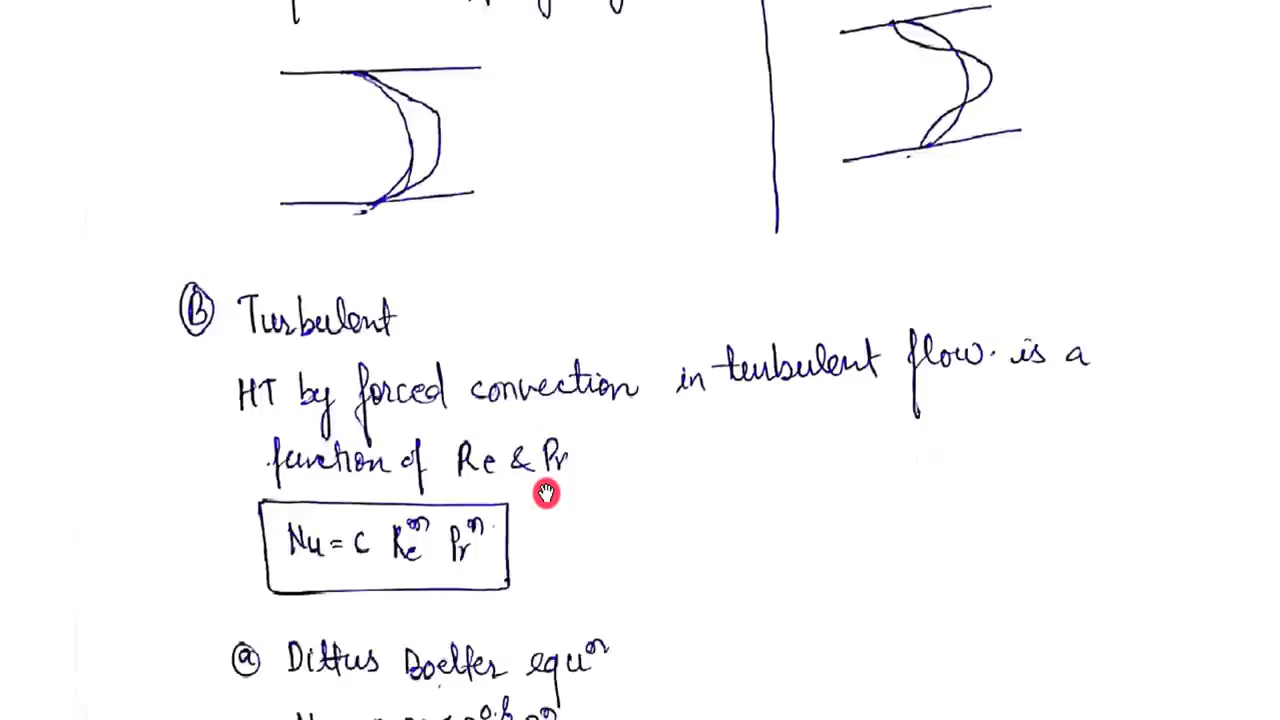 Ⓑ Turbulent
HT by forced convection in turbulent flow. is a
function of Re & Pr
Nu = C Re^m Pr^n
ⓐ Dittus Boelter equ^n